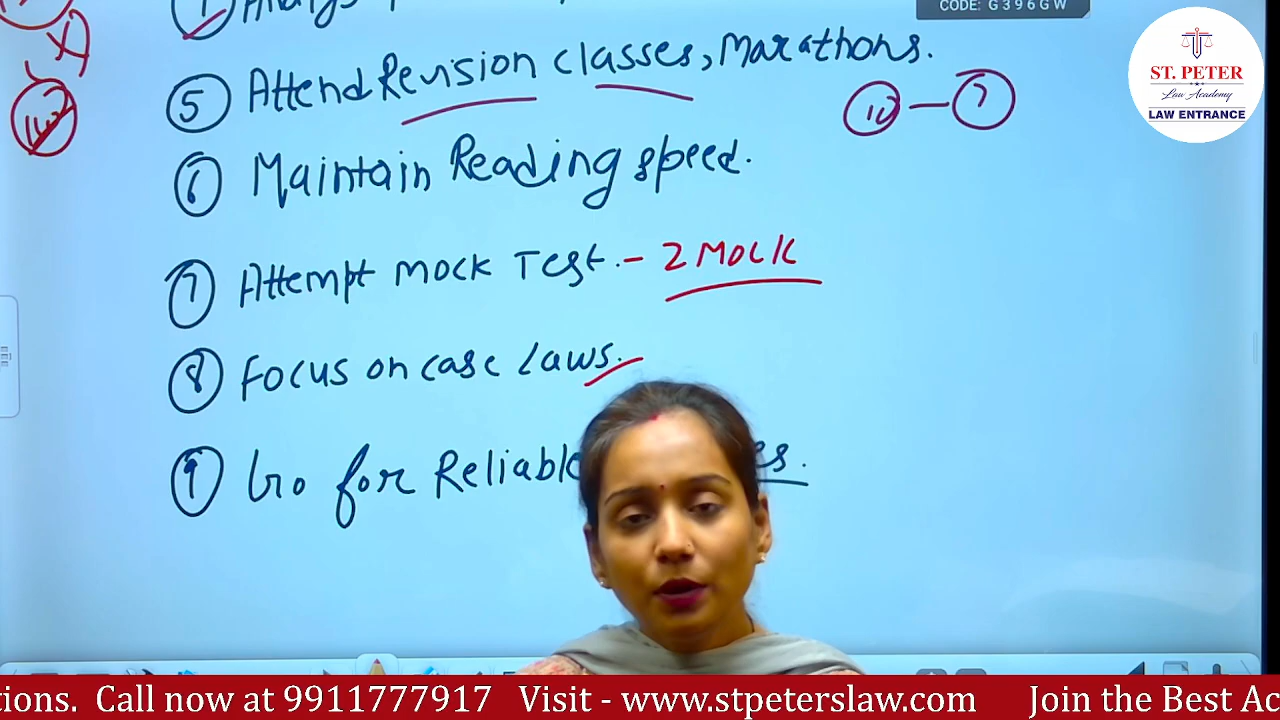 CODE: G396GW
ST. PETER
Law Academy
LAW ENTRANCE
5 Attend Revision classes, Marathons.
10 — 7
6 Maintain Reading speed.
7 Attempt mock Test. - 2 MOCK
8 Focus on case laws.
9 Go for Reliable es.
tions. Call now at 9911777917 Visit - www.stpeterslaw.com Join the Best Ac